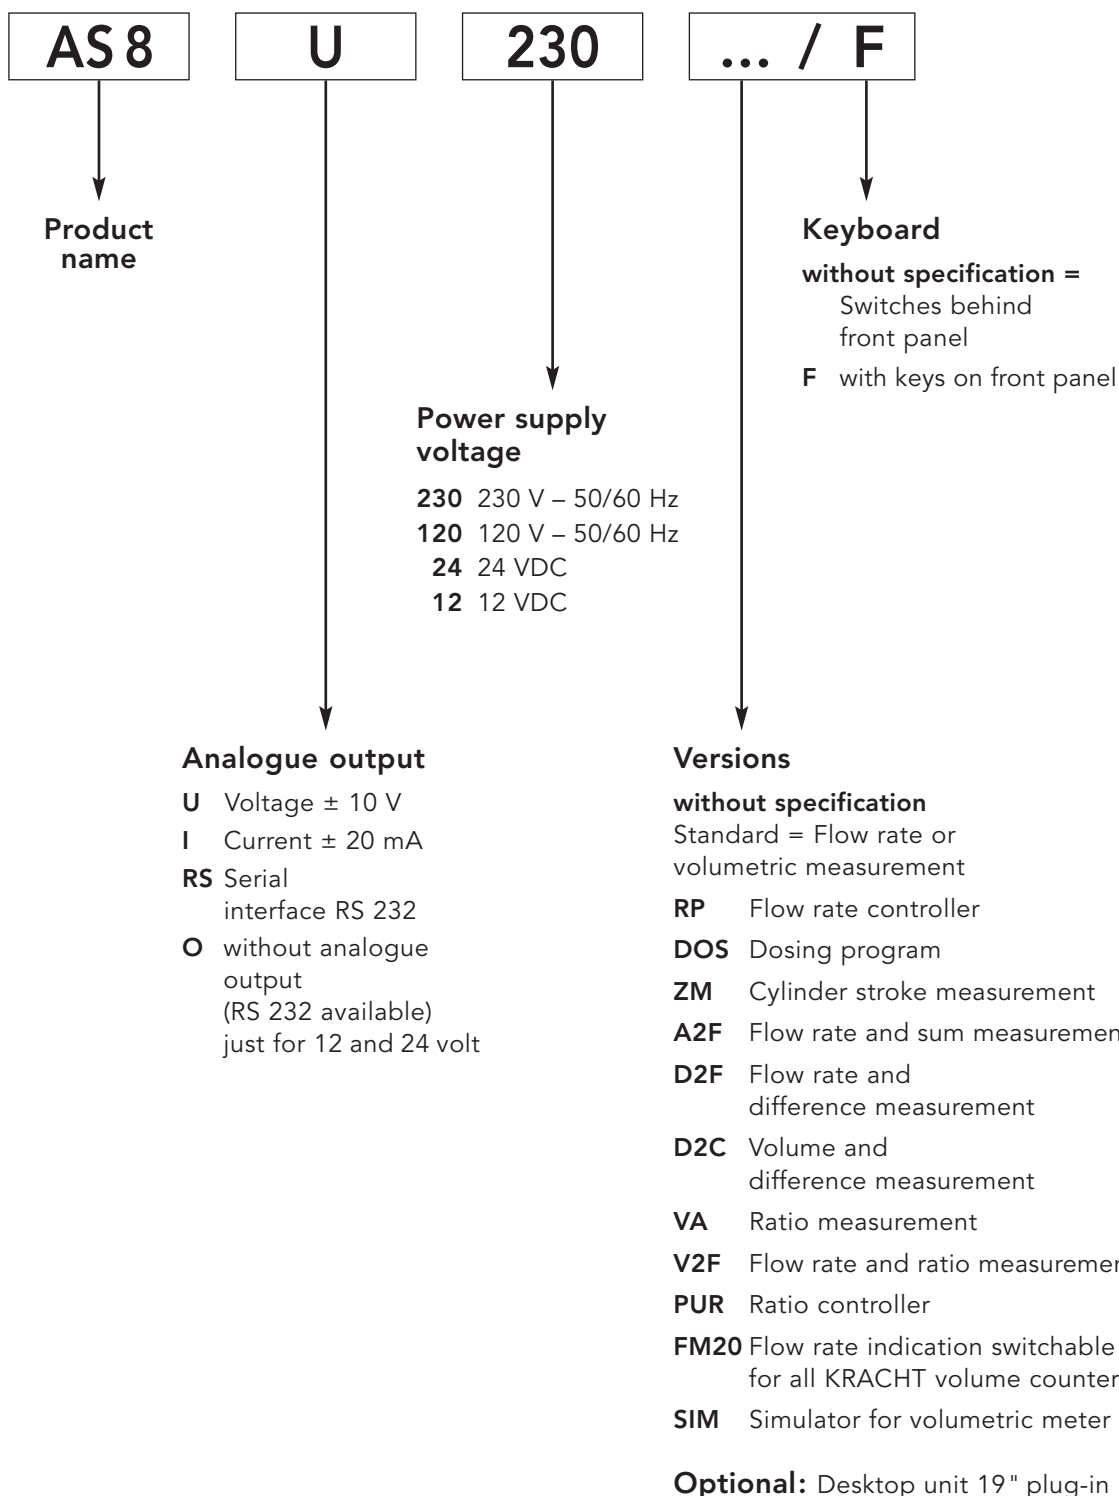 AS 8 U 230 ... / F
Product
name
Keyboard
without specification =
Switches behind
front panel
F with keys on front panel
Power supply
voltage
230 230 V – 50/60 Hz
120 120 V – 50/60 Hz
24 24 VDC
12 12 VDC
Analogue output
U Voltage ± 10 V
I Current ± 20 mA
RS Serial
interface RS 232
O without analogue
output
(RS 232 available)
just for 12 and 24 volt
Versions
without specification
Standard = Flow rate or
volumetric measurement
RP Flow rate controller
DOS Dosing program
ZM Cylinder stroke measurement
A2F Flow rate and sum measuremen
D2F Flow rate and
difference measurement
D2C Volume and
difference measurement
VA Ratio measurement
V2F Flow rate and ratio measuremen
PUR Ratio controller
FM20 Flow rate indication switchable
for all KRACHT volume counter
SIM Simulator for volumetric meter
Optional: Desktop unit 19" plug-in